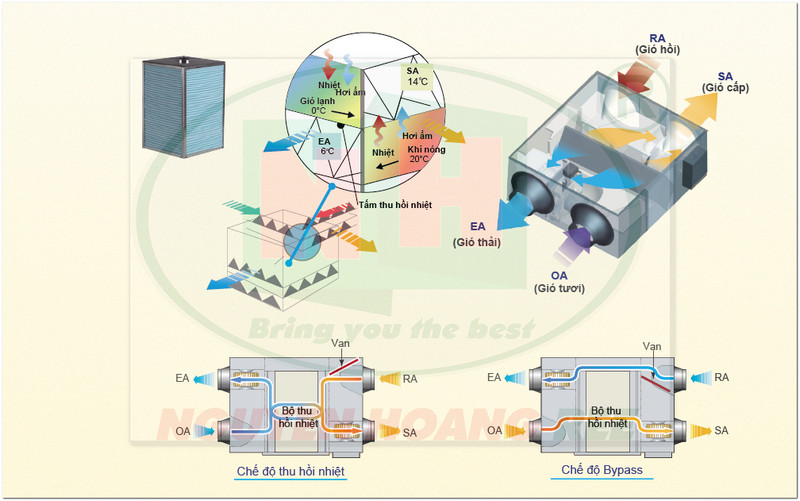 RA
(Gió hồi)
SA
(Gió cấp)
SA
14°C
Nhiệt
Hơi ẩm
Gió lạnh
0°C
EA
6°C
Hơi ẩm
Nhiệt
Khí nóng
20°C
Tấm thu hồi nhiệt
EA
(Gió thải)
OA
(Gió tươi)
Bring you the best
Van
EA
RA
Bộ thu
hồi nhiệt
OA
SA
Chế độ thu hồi nhiệt
Van
EA
RA
Bộ thu
hồi nhiệt
OA
SA
Chế độ Bypass
NGUYEN HOANG REE